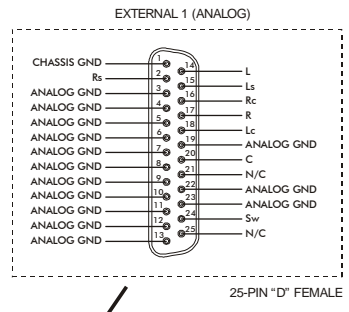 EXTERNAL 1 (ANALOG)
CHASSIS GND 1
Rs 2
ANALOG GND 3
ANALOG GND 4
ANALOG GND 5
ANALOG GND 6
ANALOG GND 7
ANALOG GND 8
ANALOG GND 9
ANALOG GND 10
ANALOG GND 11
ANALOG GND 12
ANALOG GND 13
14 L
15 Ls
16 Rc
17 R
18 Lc
19 ANALOG GND
20 C
21 N/C
22 ANALOG GND
23 ANALOG GND
24 Sw
25 N/C
25-PIN “D” FEMALE